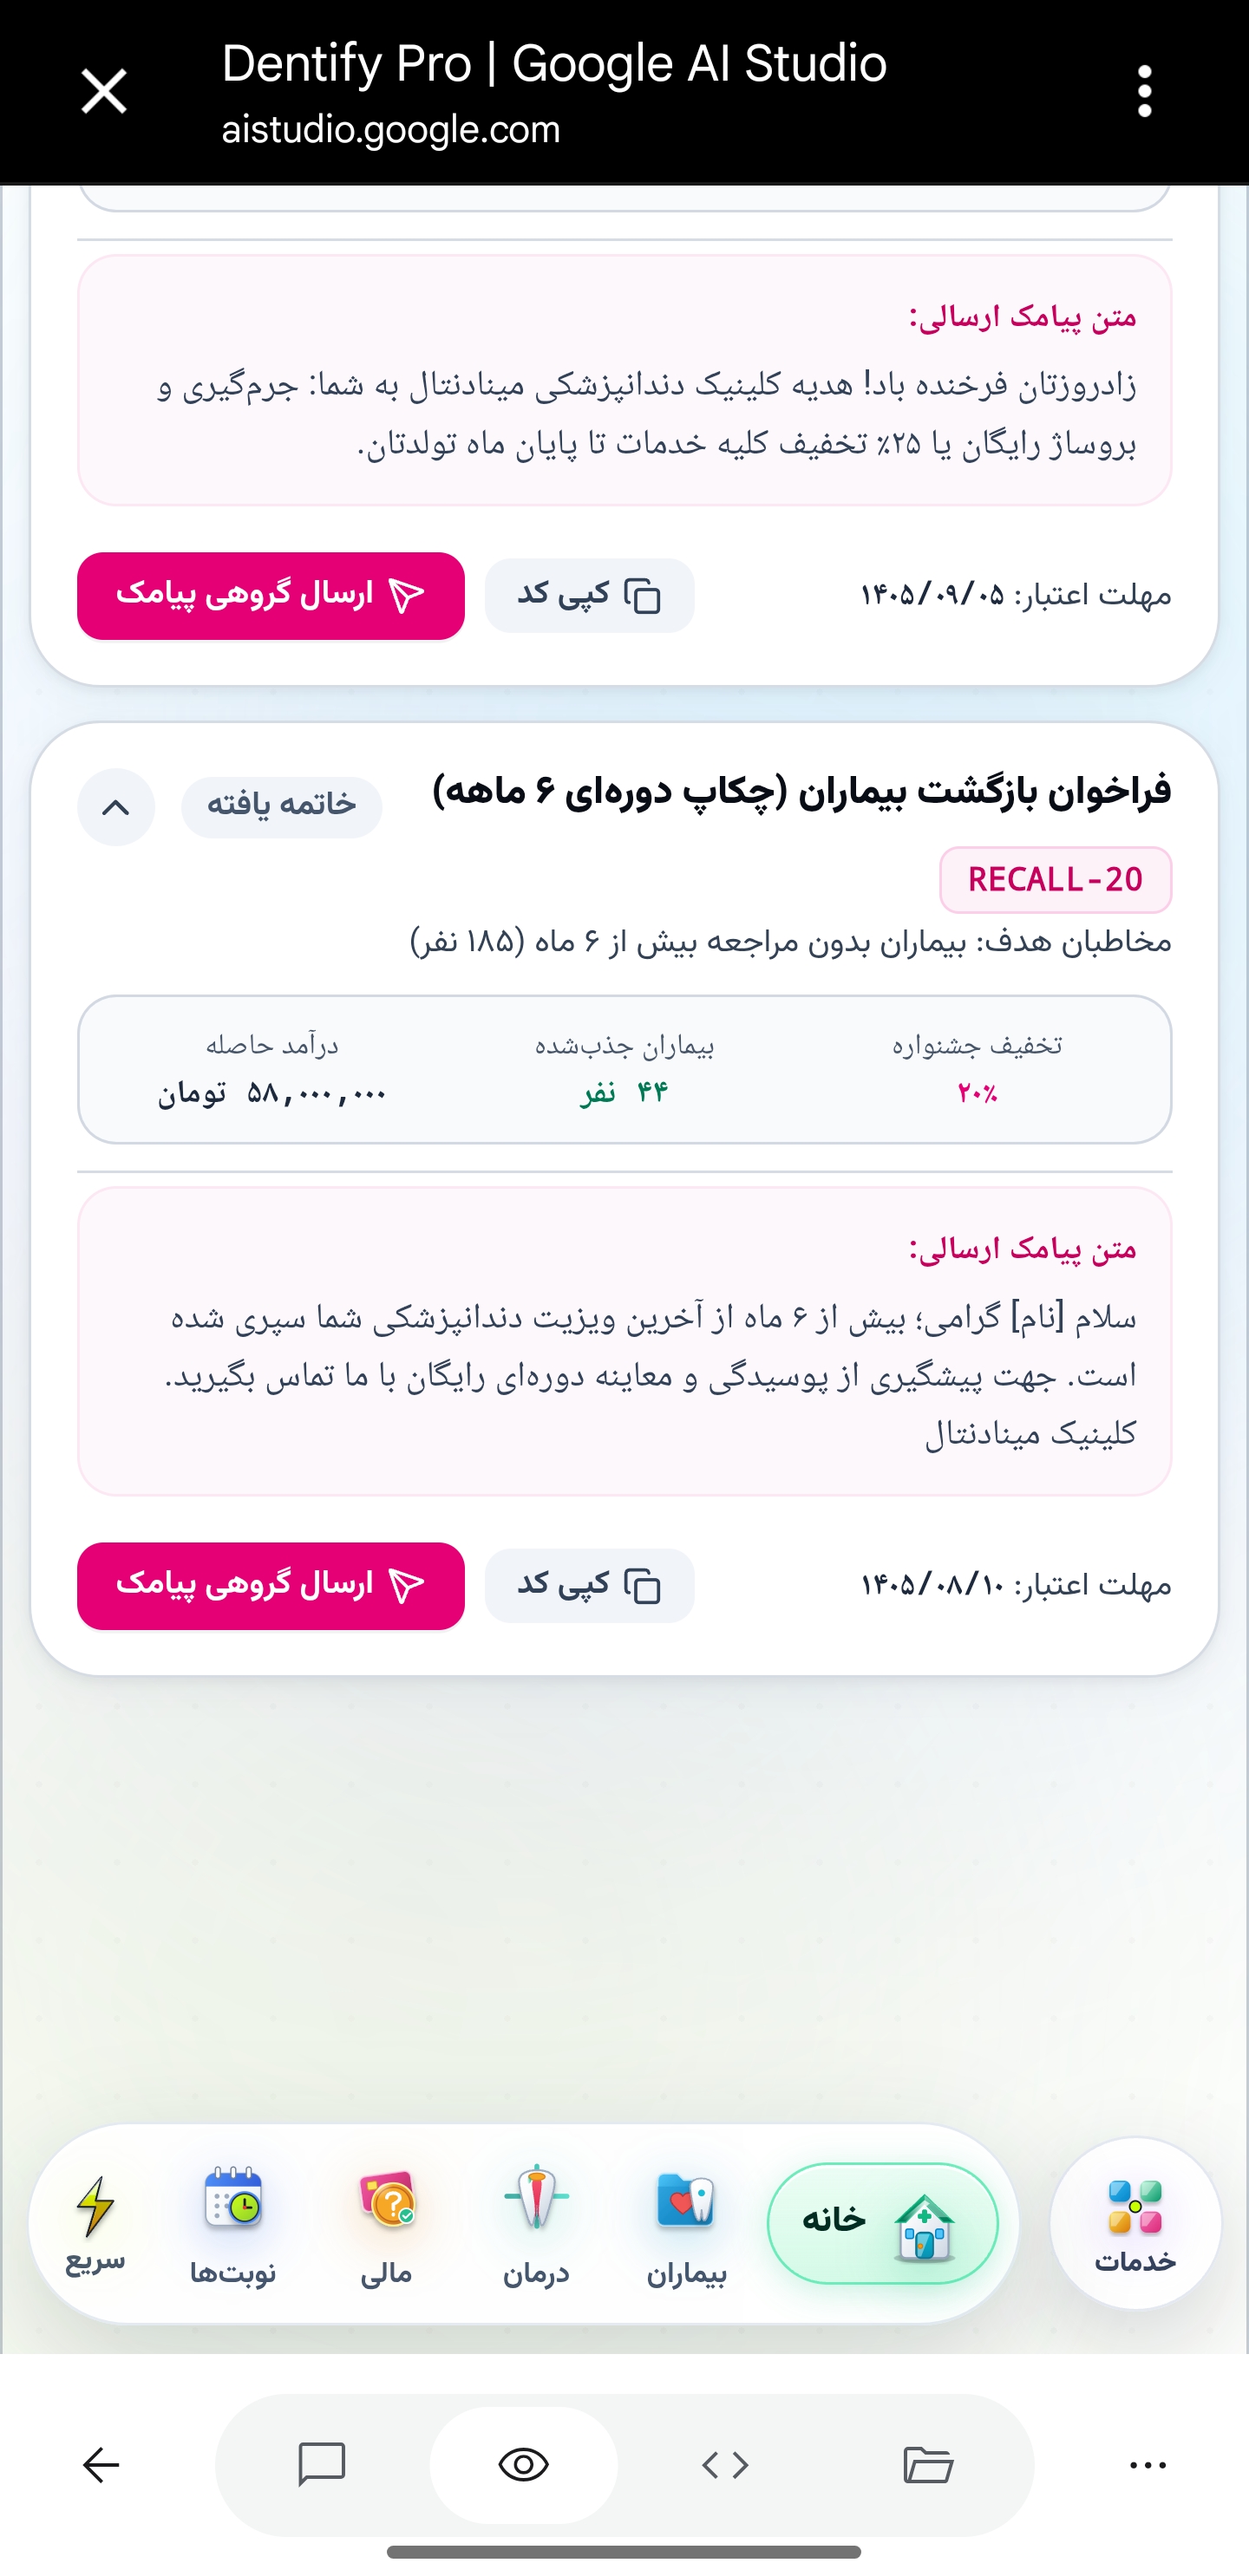 Dentify Pro | Google AI Studio
aistudio.google.com
متن پیامک ارسالی:
زادروزتان فرخنده باد! هدیه کلینیک دندانپزشکی مینادنتال به شما: جرم‌گیری و
بروساژ رایگان یا ۲۵٪ تخفیف کلیه خدمات تا پایان ماه تولدتان.
مهلت اعتبار: ۱۴۰۵/۰۹/۰۵
کپی کد
ارسال گروهی پیامک
فراخوان بازگشت بیماران (چکاپ دوره‌ای ۶ ماهه)
خاتمه یافته
RECALL-20
مخاطبان هدف: بیماران بدون مراجعه بیش از ۶ ماه (۱۸۵ نفر)
تخفیف جشنواره
۲۰٪
بیماران جذب‌شده
۴۴ نفر
درآمد حاصله
۵۸,۰۰۰,۰۰۰ تومان
متن پیامک ارسالی:
سلام [نام] گرامی؛ بیش از ۶ ماه از آخرین ویزیت دندانپزشکی شما سپری شده
است. جهت پیشگیری از پوسیدگی و معاینه دوره‌ای رایگان با ما تماس بگیرید.
کلینیک مینادنتال
مهلت اعتبار: ۱۴۰۵/۰۸/۱۰
کپی کد
ارسال گروهی پیامک
خدمات
خانه
بیماران
درمان
مالی
نوبت‌ها
سریع